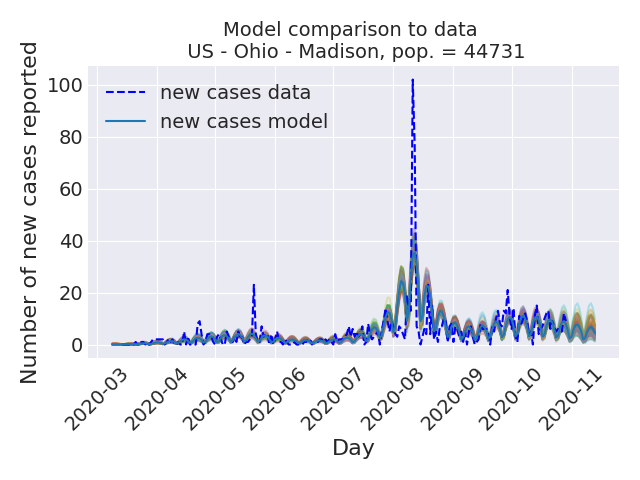 Model comparison to data
US - Ohio - Madison, pop. = 44731
Number of new cases reported
100
80
60
40
20
0
new cases data
new cases model
2020-03
2020-04
2020-05
2020-06
2020-07
2020-08
2020-09
2020-10
2020-11
Day